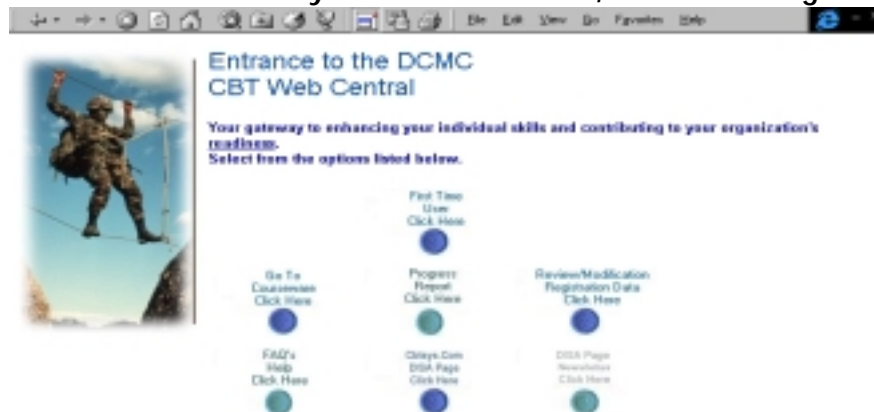 File Edit View Go Favorites Help
Entrance to the DCMC
CBT Web Central
Your gateway to enhancing your individual skills and contributing to your organization's
readiness.
Select from the options listed below.
First Time
User
Click Here
Go To
Courseware
Click Here
Progress
Report
Click Here
Review/Modification
Registration Data
Click Here
FAQ's
Help
Click Here
DISA Page
Click Here
DISA Page
Newsletter
Click Here